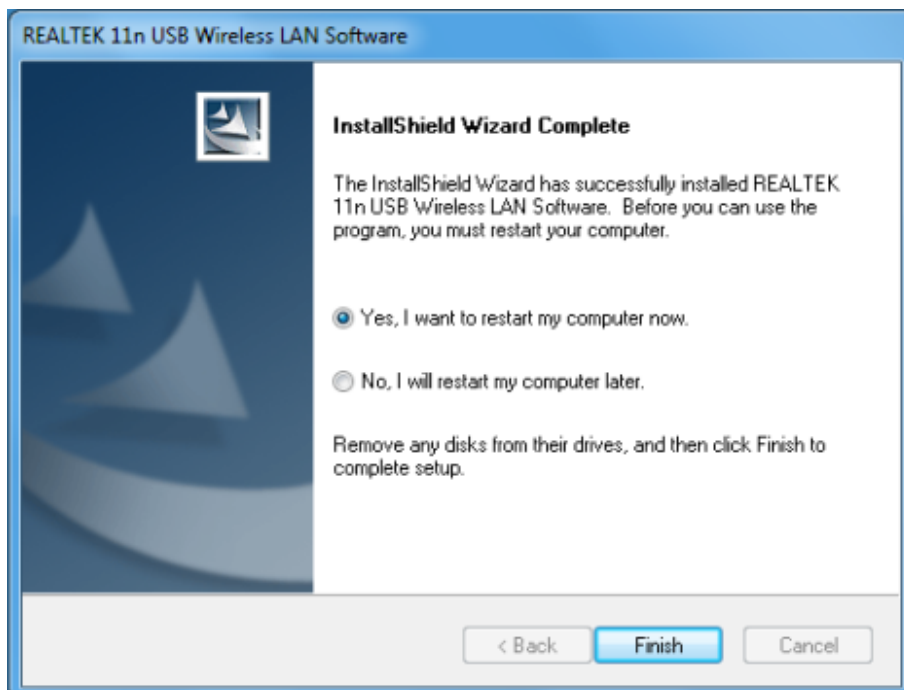 REALTEK 11n USB Wireless LAN Software
InstallShield Wizard Complete
The InstallShield Wizard has successfully installed REALTEK
11n USB Wireless LAN Software.  Before you can use the
program, you must restart your computer.
Yes, I want to restart my computer now.
No, I will restart my computer later.
Remove any disks from their drives, and then click Finish to
complete setup.
< Back
Finish
Cancel